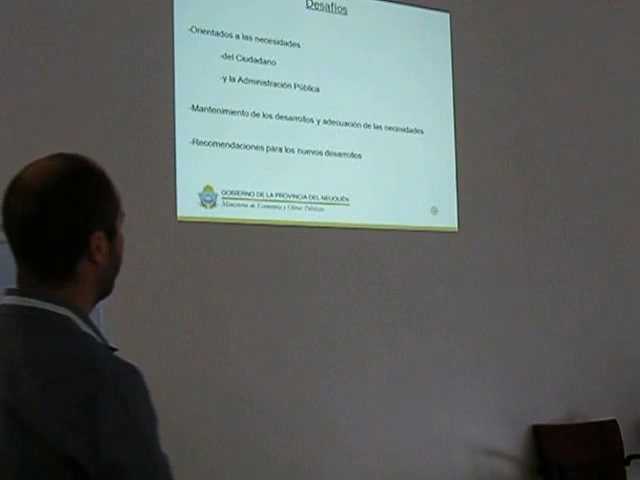 Desafíos
-Orientados a las necesidades
-del Ciudadano
-y la Administración Pública
-Mantenimiento de los desarrollos y adecuación de las necesidades
-Recomendaciones para los nuevos desarrollos
GOBIERNO DE LA PROVINCIA DEL NEUQUÉN
Ministerio de Economía y Obras Públicas